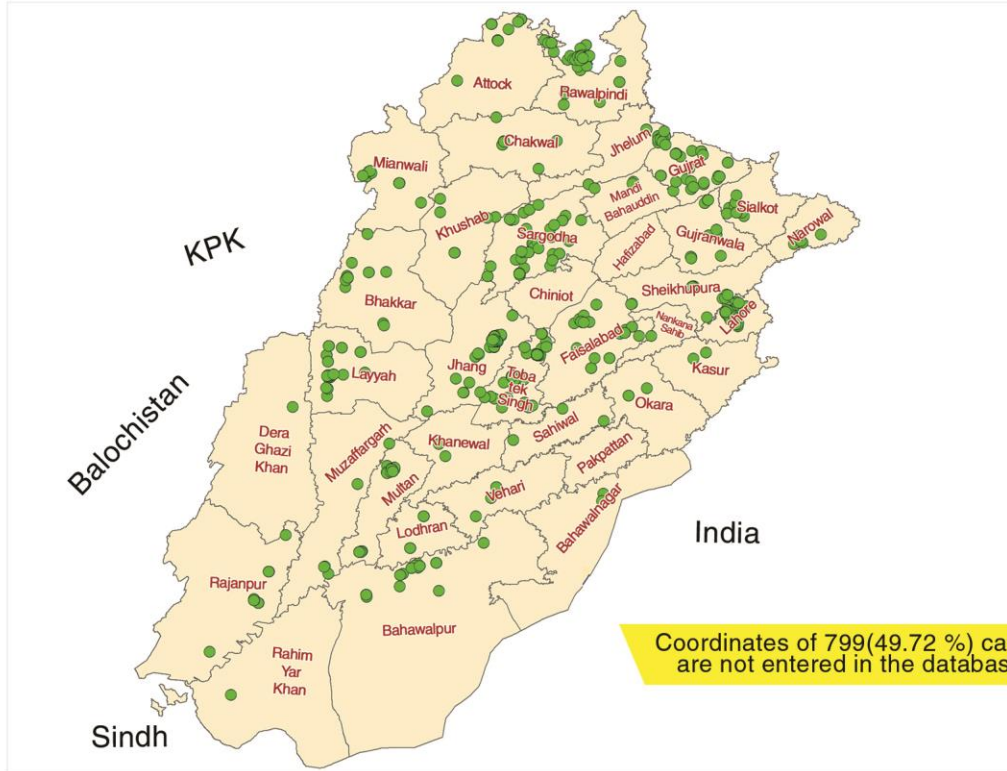 Attock
Rawalpindi
Chakwal
Jhelum
Mianwali
Gujrat
Mandi
Bahauddin
Khushab
Sialkot
Sargodha
Narowal
KPK
Hafizabad
Gujranwala
Bhakkar
Chiniot
Sheikhupura
Lahore
Nankana
Sahib
Faisalabad
Layyah
Jhang
Toba
tek
Singh
Kasur
Okara
Balochistan
Dera
Ghazi
Khan
Muzaffargarh
Khanewal
Sahiwal
Pakpattan
Multan
Vehari
Lodhran
Bahawalnagar
India
Rajanpur
Bahawalpur
Rahim
Yar
Khan
Coordinates of 799(49.72 %) ca
are not entered in the databas
Sindh